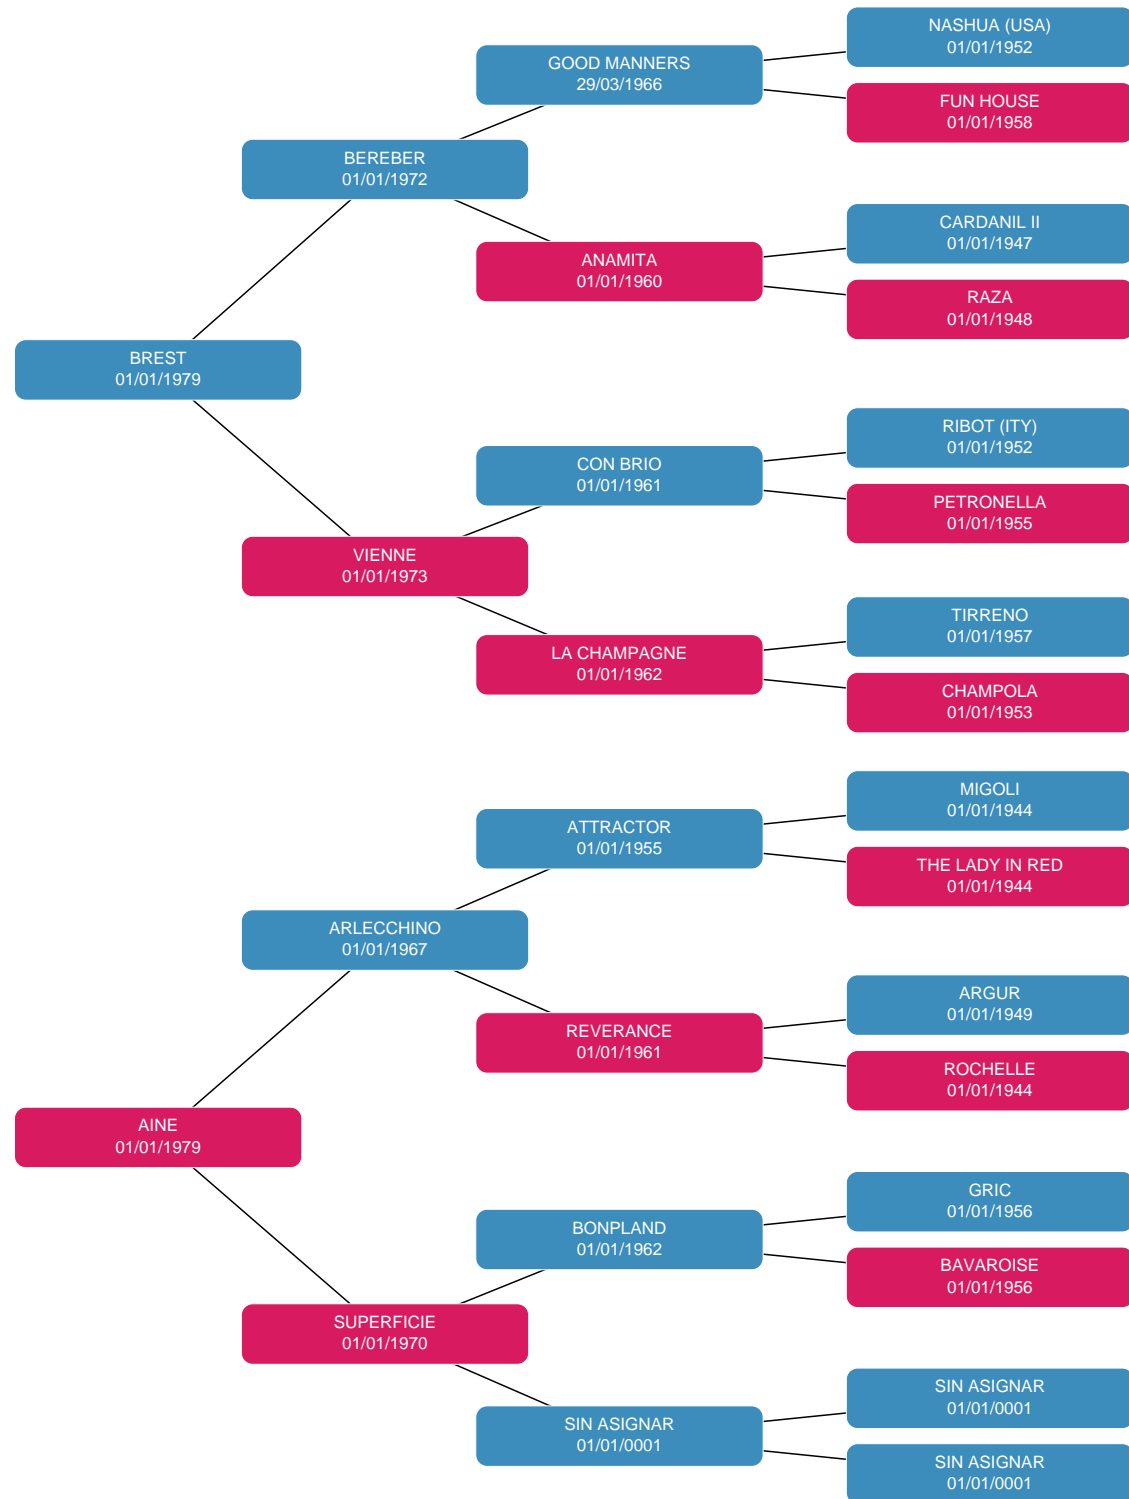 NASHUA (USA)
01/01/1952
GOOD MANNERS
29/03/1966
FUN HOUSE
01/01/1958
BEREBER
01/01/1972
CARDANIL II
01/01/1947
ANAMITA
01/01/1960
RAZA
01/01/1948
BREST
01/01/1979
RIBOT (ITY)
01/01/1952
CON BRIO
01/01/1961
PETRONELLA
01/01/1955
VIENNE
01/01/1973
TIRRENO
01/01/1957
LA CHAMPAGNE
01/01/1962
CHAMPOLA
01/01/1953
MIGOLI
01/01/1944
ATTRACTOR
01/01/1955
THE LADY IN RED
01/01/1944
ARLECCHINO
01/01/1967
ARGUR
01/01/1949
REVERANCE
01/01/1961
ROCHELLE
01/01/1944
AINE
01/01/1979
GRIC
01/01/1956
BONPLAND
01/01/1962
BAVAROISE
01/01/1956
SUPERFICIE
01/01/1970
SIN ASIGNAR
01/01/0001
SIN ASIGNAR
01/01/0001
SIN ASIGNAR
01/01/0001